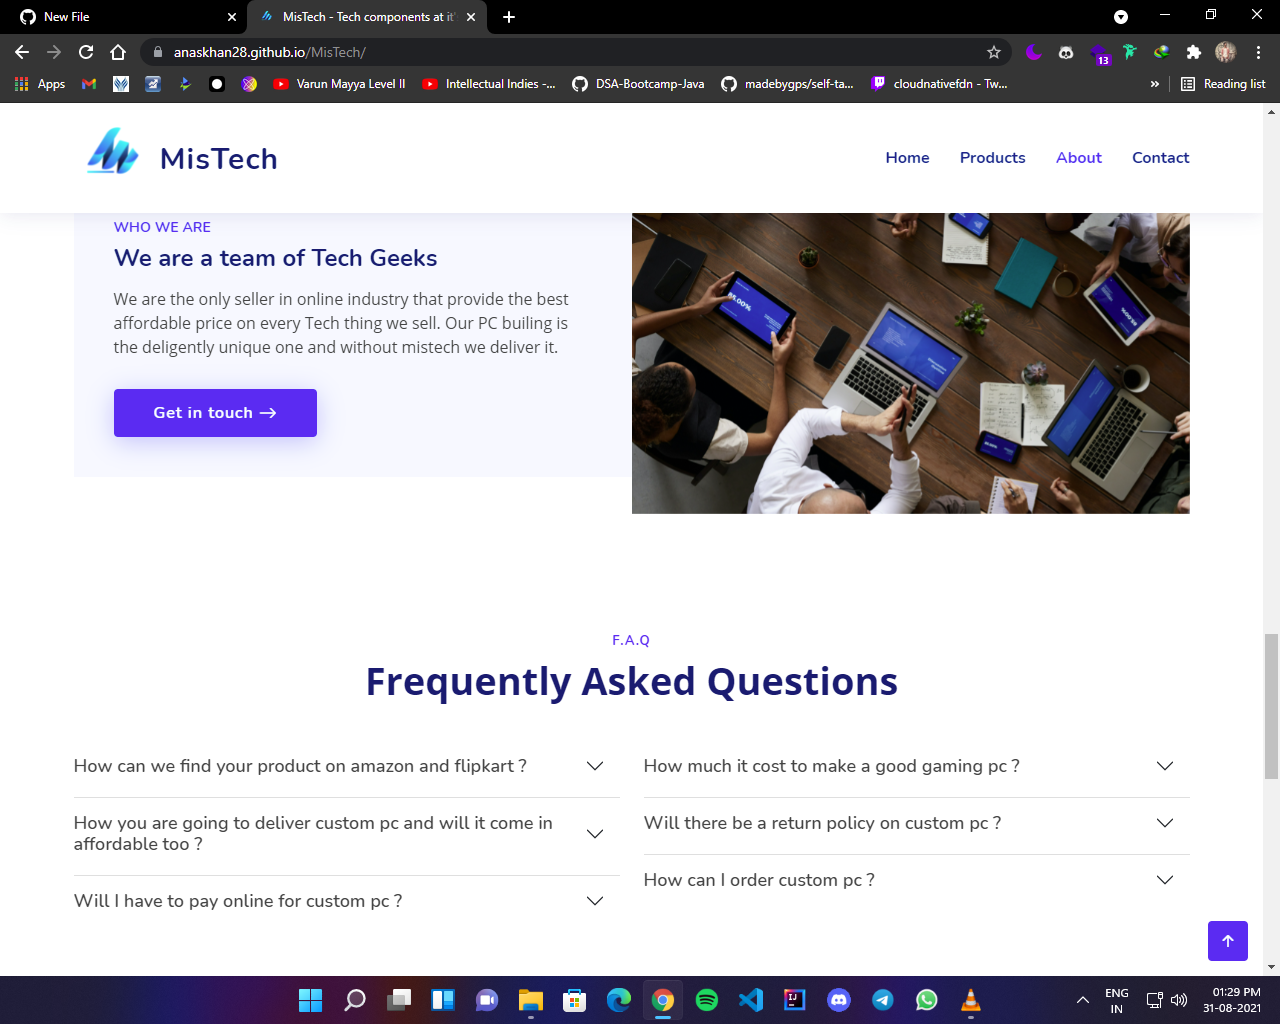 New File
MisTech - Tech components at it'
anaskhan28.github.io/MisTech/
13
Apps
Varun Mayya Level II
Intellectual Indies -...
DSA-Bootcamp-Java
madebygps/self-ta...
cloudnativefdn - Tw...
»
Reading list
MisTech
Home
Products
About
Contact
WHO WE ARE
We are a team of Tech Geeks
We are the only seller in online industry that provide the best
affordable price on every Tech thing we sell. Our PC builing is
the deligently unique one and without mistech we deliver it.
Get in touch →
F.A.Q
Frequently Asked Questions
How can we find your product on amazon and flipkart ?
How you are going to deliver custom pc and will it come in
affordable too ?
Will I have to pay online for custom pc ?
How much it cost to make a good gaming pc ?
Will there be a return policy on custom pc ?
How can I order custom pc ?
ENG
IN
01:29 PM
31-08-2021